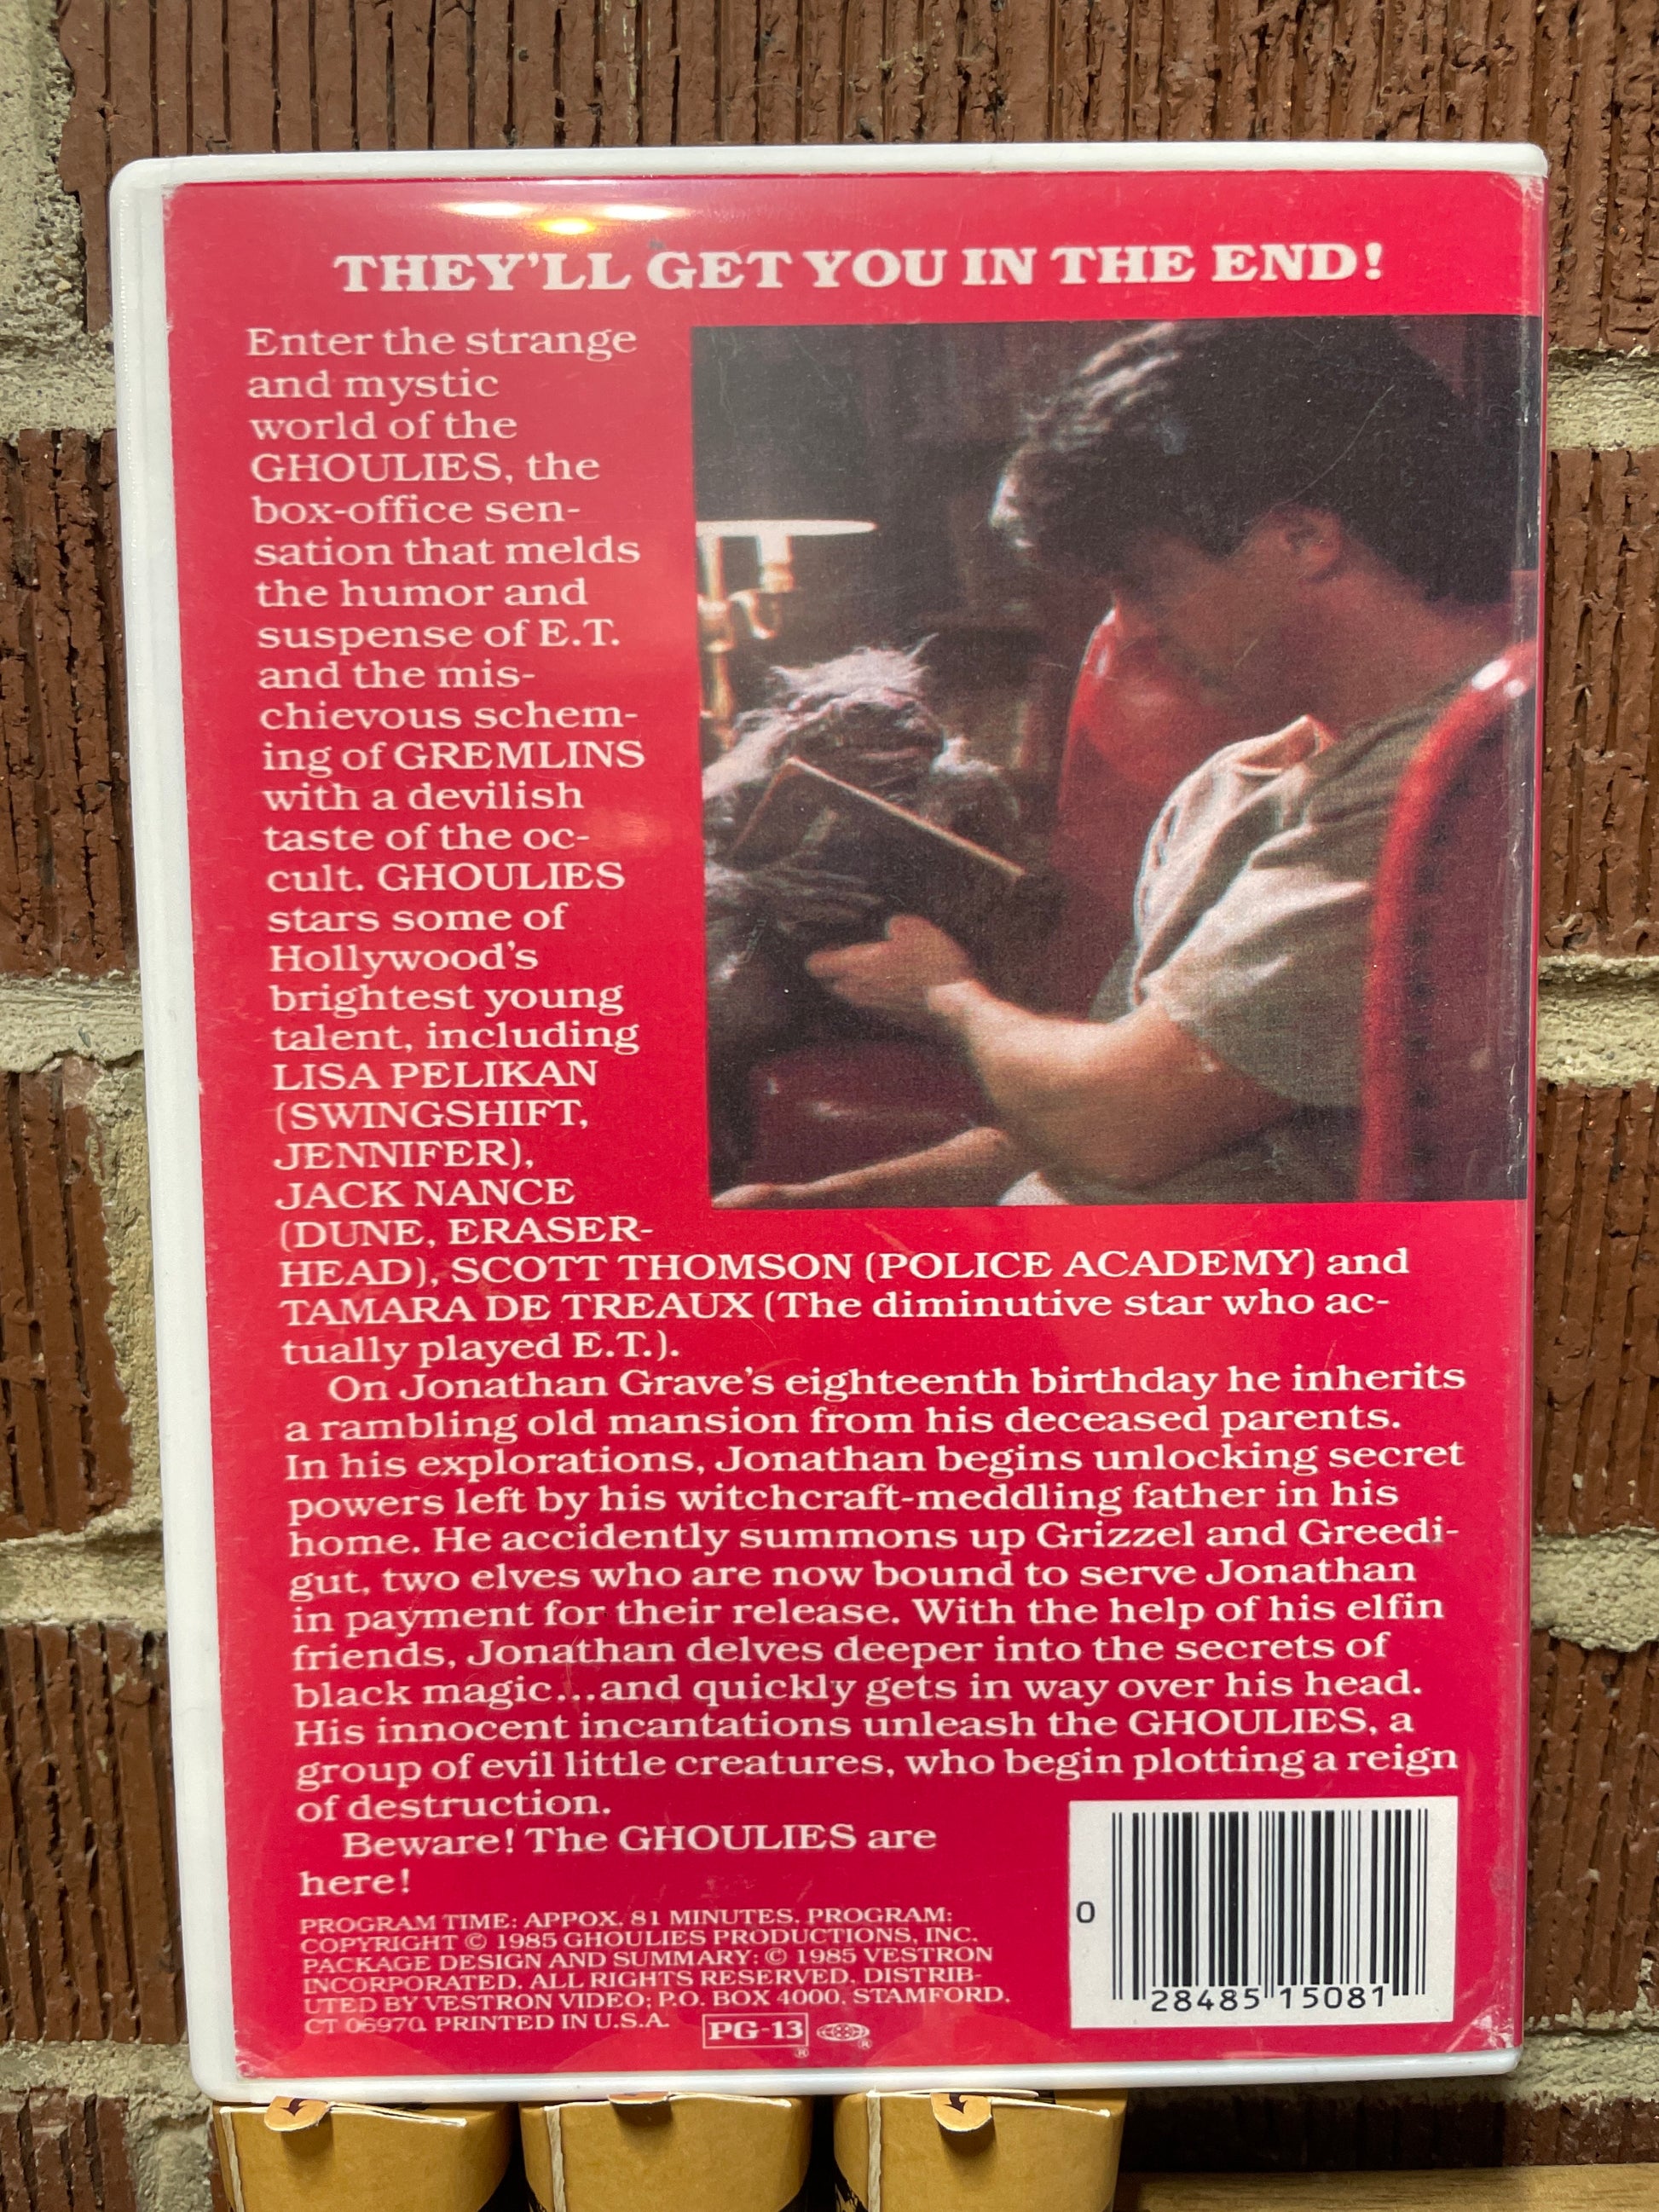 THEY'LL GET YOU IN THE END!
Enter the strange
and mystic
world of the
GHOULIES, the
box-office sen-
sation that melds
the humor and
suspense of E.T.
and the mis-
chievous schem-
ing of GREMLINS
with a devilish
taste of the oc-
cult. GHOULIES
stars some of
Hollywood's
brightest young
talent, including
LISA PELIKAN
(SWINGSHIFT,
JENNIFER),
JACK NANCE
(DUNE, ERASER-
HEAD), SCOTT THOMSON (POLICE ACADEMY) and
TAMARA DE TREAUX (The diminutive star who ac-
tually played E.T.).
On Jonathan Grave's eighteenth birthday he inherits
a rambling old mansion from his deceased parents.
In his explorations, Jonathan begins unlocking secret
powers left by his witchcraft-meddling father in his
home. He accidently summons up Grizzel and Greedi-
gut, two elves who are now bound to serve Jonathan
in payment for their release. With the help of his elfin
friends, Jonathan delves deeper into the secrets of
black magic...and quickly gets in way over his head.
His innocent incantations unleash the GHOULIES, a
group of evil little creatures, who begin plotting a reign
of destruction.
Beware! The GHOULIES are
here!
PROGRAM TIME: APPOX. 81 MINUTES. PROGRAM:
COPYRIGHT © 1985 GHOULIES PRODUCTIONS, INC.
PACKAGE DESIGN AND SUMMARY: © 1985 VESTRON
INCORPORATED. ALL RIGHTS RESERVED. DISTRIB-
UTED BY VESTRON VIDEO; P.O. BOX 4000, STAMFORD,
CT 06970. PRINTED IN U.S.A.
PG-13 ®
®
0 28485 15081